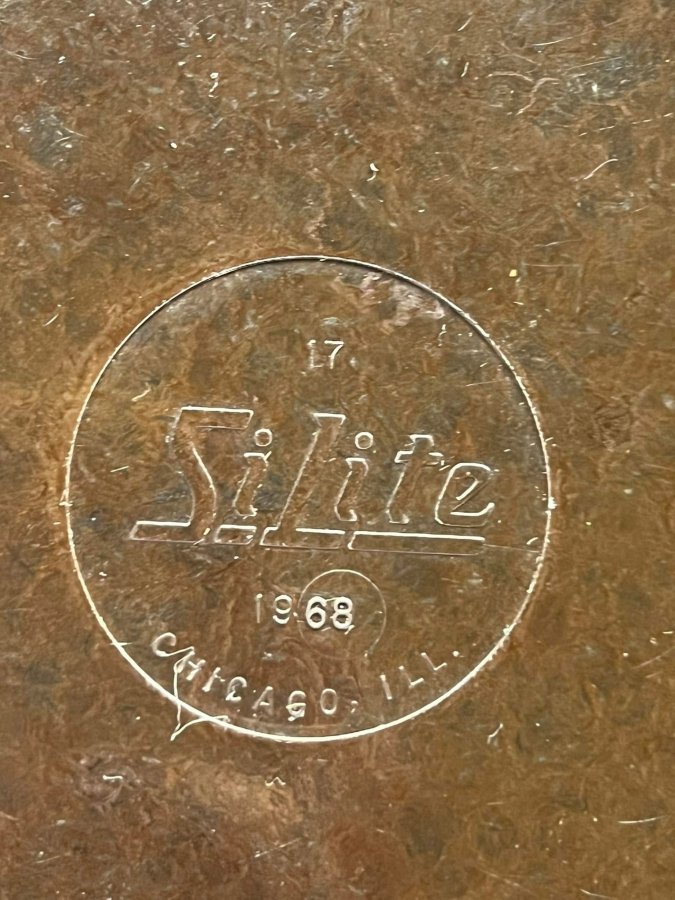 17
SiLite
1968
CHICAGO, ILL.